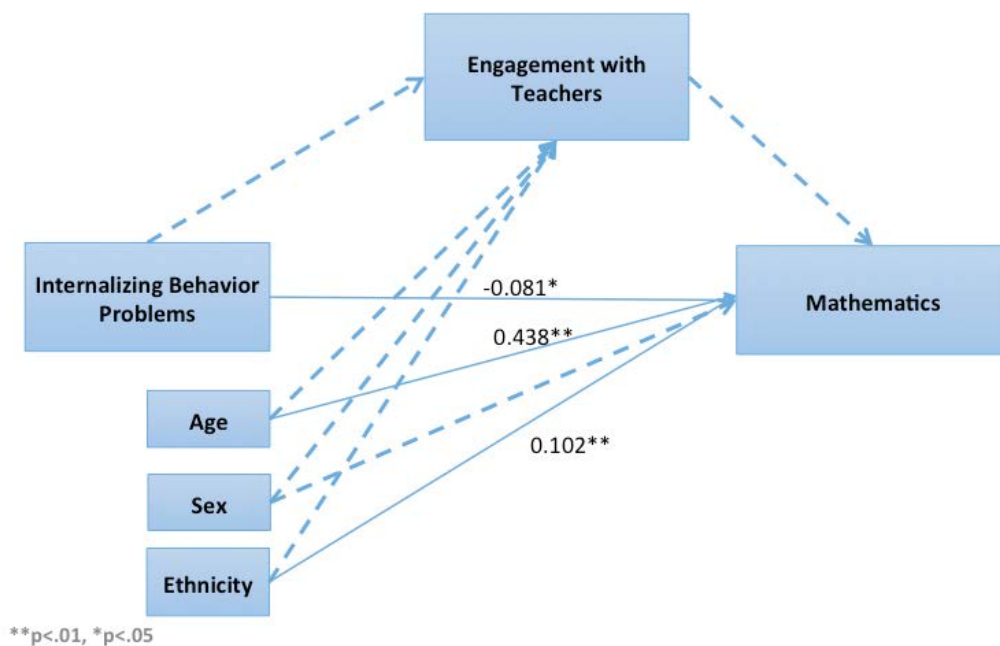 Engagement with
Teachers
Internalizing Behavior
Problems
-0.081*
Mathematics
0.438**
Age
0.102**
Sex
Ethnicity
**p<.01, *p<.05